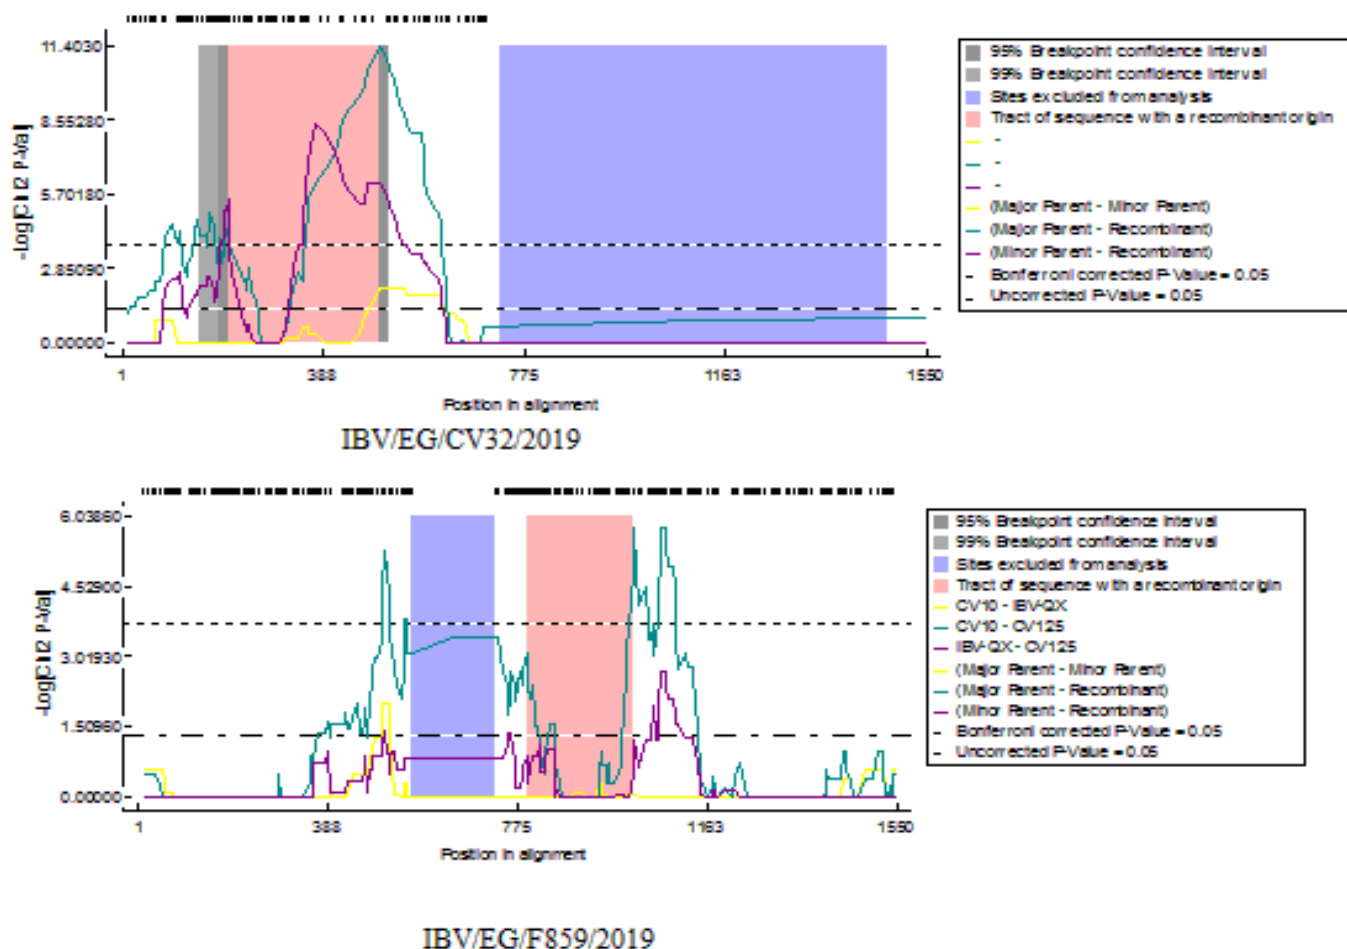 11.4030
8.55280
5.70180
2.85090
0.00000
-Log[Chi2 P-Val]
1 388 775 1163 1550
Position in alignment
95% Breakpoint confidence interval
99% Breakpoint confidence interval
Sites excluded from analysis
Tract of sequence with a recombinant origin
-
-
-
(Major Parent - Minor Parent)
(Major Parent - Recombinant)
(Minor Parent - Recombinant)
Bonferroni corrected P-Value = 0.05
Uncorrected P-Value = 0.05
IBV/EG/CV32/2019
6.03860
4.52900
3.01930
1.50960
0.00000
-Log[Chi2 P-Val]
1 388 775 1163 1550
Position in alignment
95% Breakpoint confidence interval
99% Breakpoint confidence interval
Sites excluded from analysis
Tract of sequence with a recombinant origin
CV10 - IBV-QX
CV10 - CV125
IBV-QX - CV125
(Major Parent - Minor Parent)
(Major Parent - Recombinant)
(Minor Parent - Recombinant)
Bonferroni corrected P-Value = 0.05
Uncorrected P-Value = 0.05
IBV/EG/F859/2019